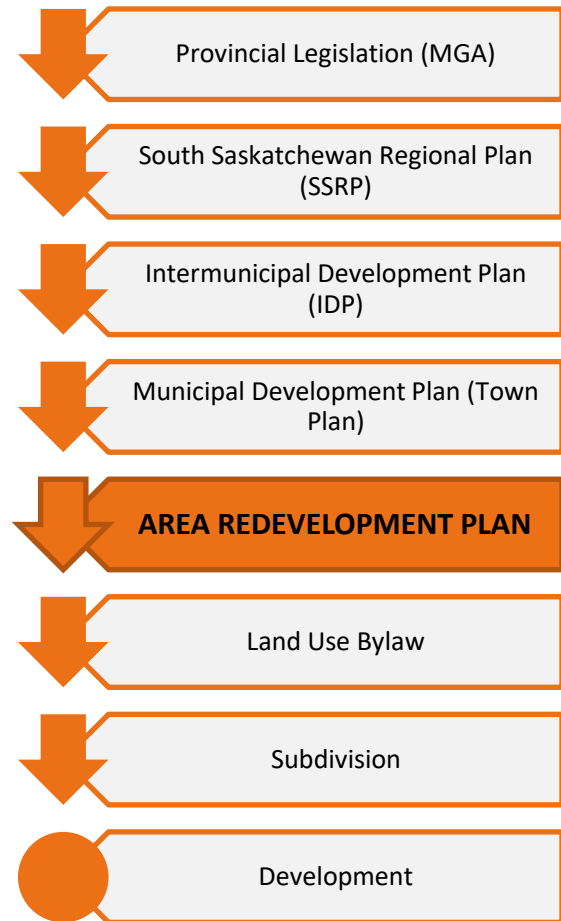 Provincial Legislation (MGA)
South Saskatchewan Regional Plan
(SSRP)
Intermunicipal Development Plan
(IDP)
Municipal Development Plan (Town
Plan)
AREA REDEVELOPMENT PLAN
Land Use Bylaw
Subdivision
Development